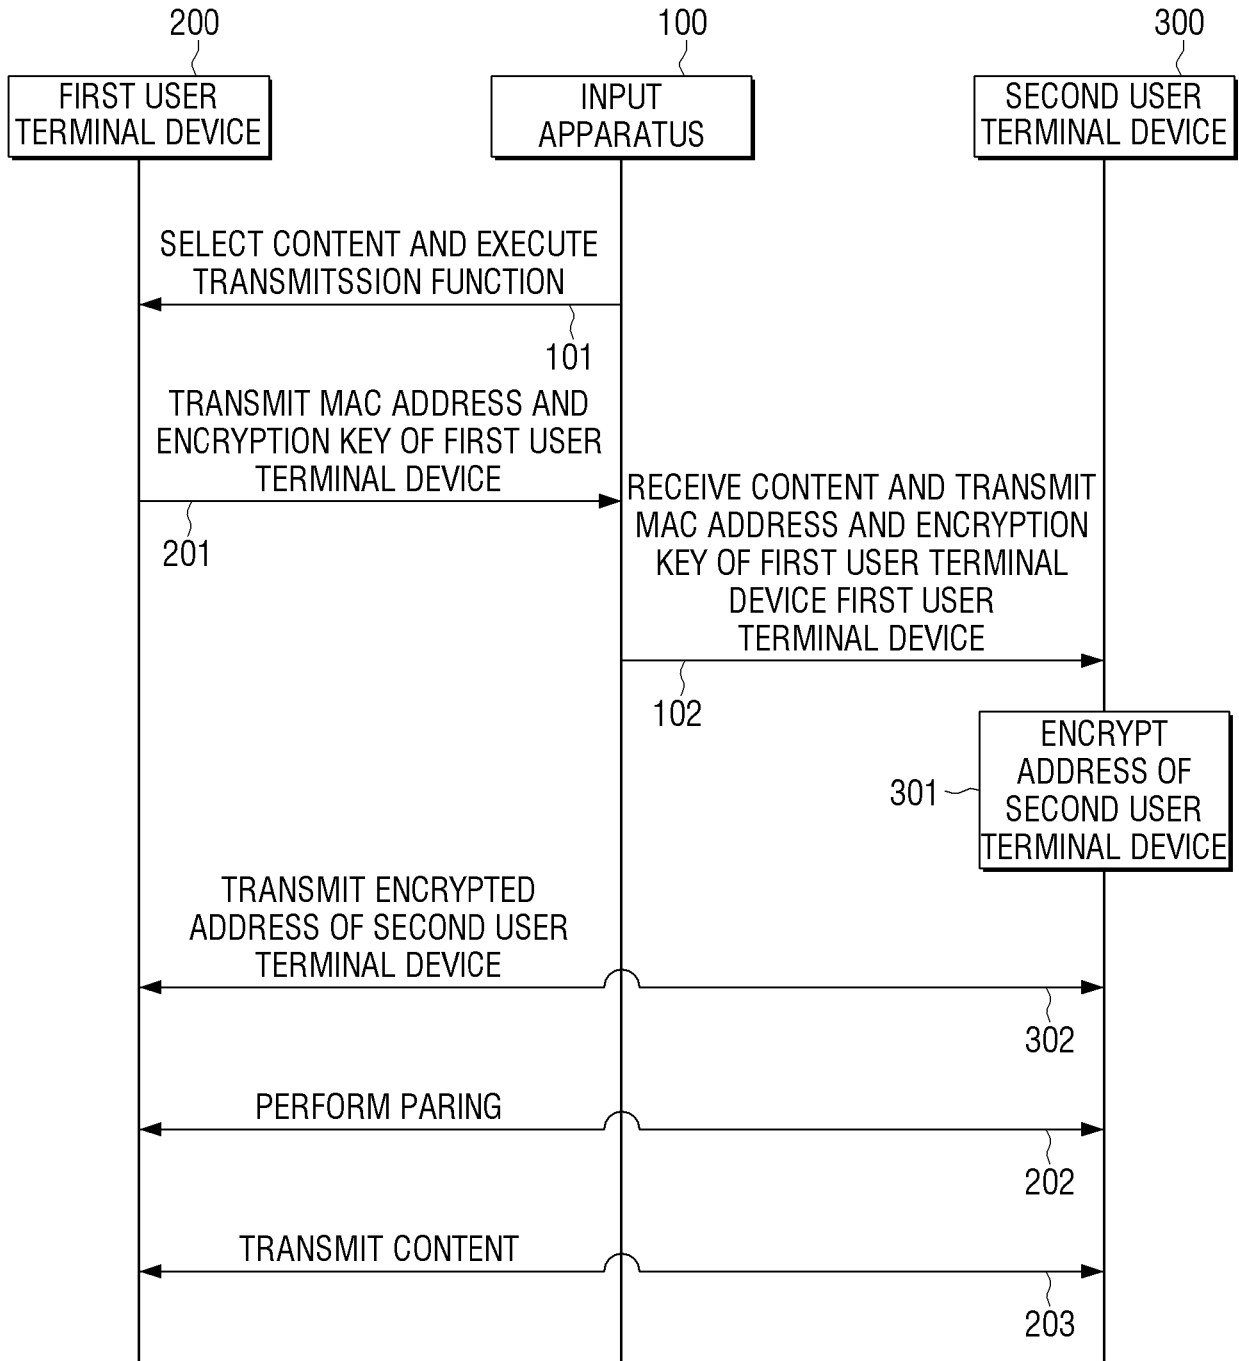 200
100
300
FIRST USER
TERMINAL DEVICE
INPUT
APPARATUS
SECOND USER
TERMINAL DEVICE
SELECT CONTENT AND EXECUTE
TRANSMITSSION FUNCTION
101
TRANSMIT MAC ADDRESS AND
ENCRYPTION KEY OF FIRST USER
TERMINAL DEVICE
201
RECEIVE CONTENT AND TRANSMIT
MAC ADDRESS AND ENCRYPTION
KEY OF FIRST USER TERMINAL
DEVICE FIRST USER
TERMINAL DEVICE
102
ENCRYPT
ADDRESS OF
SECOND USER
TERMINAL DEVICE
301
TRANSMIT ENCRYPTED
ADDRESS OF SECOND USER
TERMINAL DEVICE
302
PERFORM PARING
202
TRANSMIT CONTENT
203